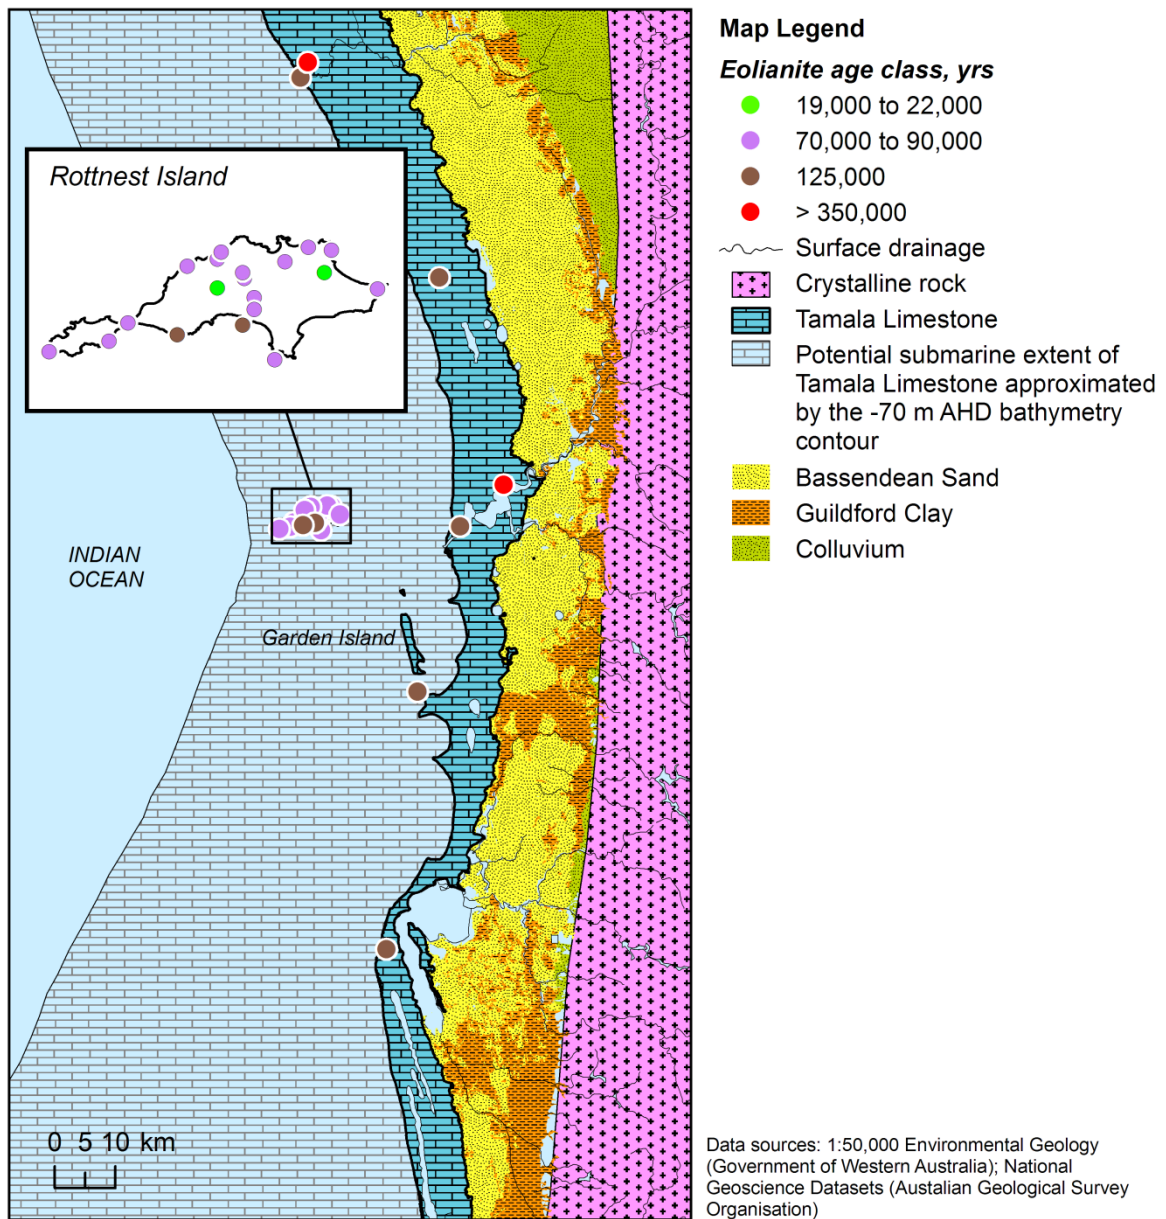 Rottnest Island
INDIAN
OCEAN
Garden Island
0 5 10 km
Map Legend
Eolianite age class, yrs
19,000 to 22,000
70,000 to 90,000
125,000
> 350,000
Surface drainage
Crystalline rock
Tamala Limestone
Potential submarine extent of
Tamala Limestone approximated
by the -70 m AHD bathymetry
contour
Bassendean Sand
Guildford Clay
Colluvium
Data sources: 1:50,000 Environmental Geology
(Government of Western Australia); National
Geoscience Datasets (Austalian Geological Survey
Organisation)